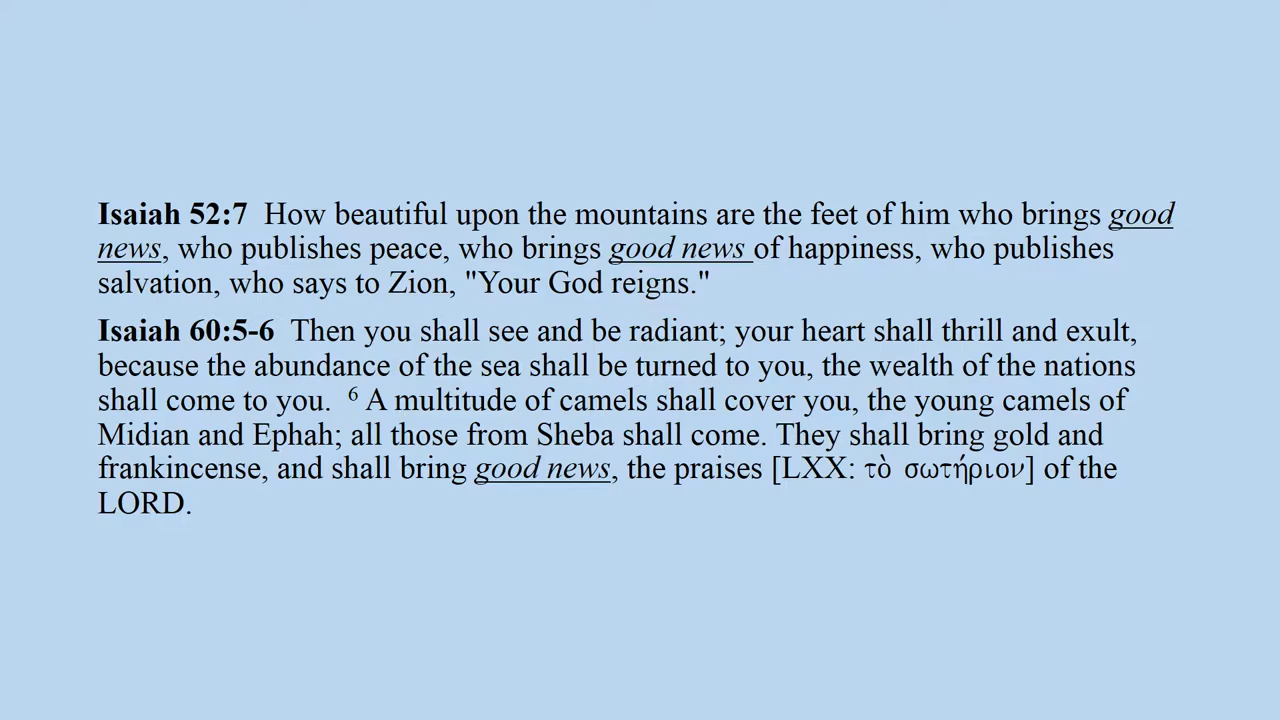 Isaiah 52:7  How beautiful upon the mountains are the feet of him who brings good
news, who publishes peace, who brings good news of happiness, who publishes
salvation, who says to Zion, "Your God reigns."
Isaiah 60:5-6  Then you shall see and be radiant; your heart shall thrill and exult,
because the abundance of the sea shall be turned to you, the wealth of the nations
shall come to you.  ⁶ A multitude of camels shall cover you, the young camels of
Midian and Ephah; all those from Sheba shall come. They shall bring gold and
frankincense, and shall bring good news, the praises [LXX: τὸ σωτήριον] of the
LORD.